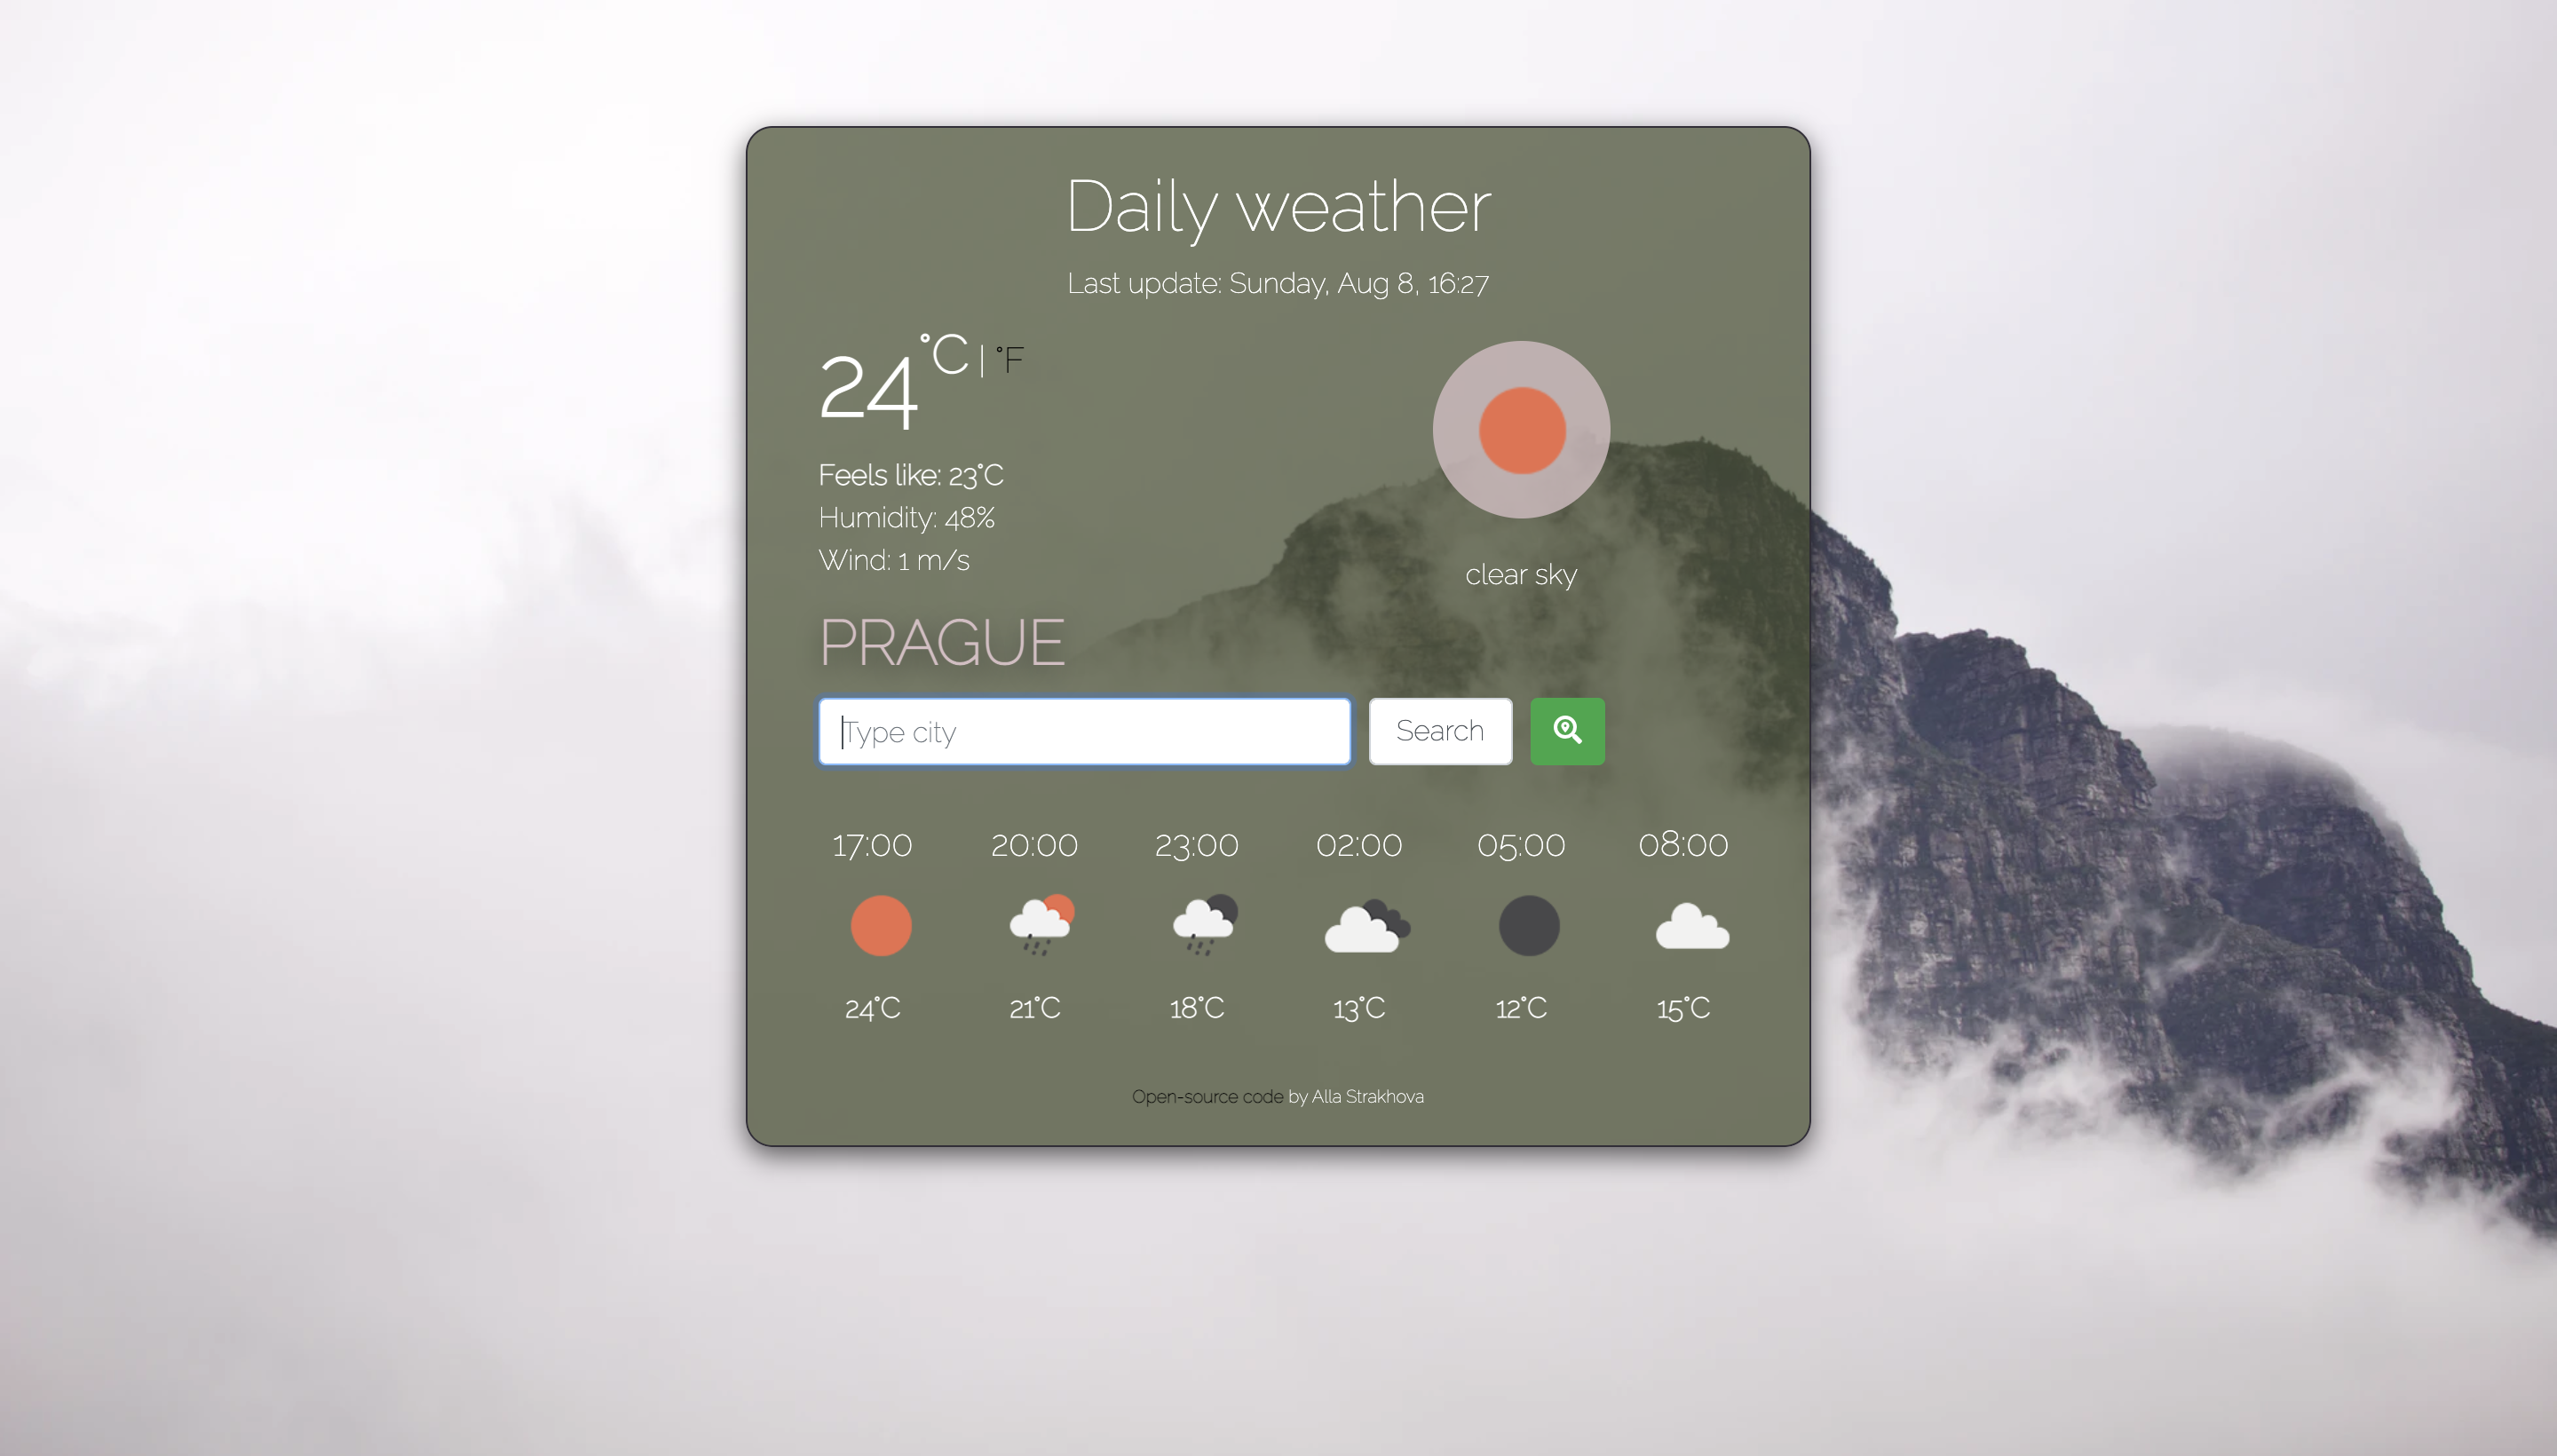 Daily weather
Last update: Sunday, Aug 8, 16:27
24°C | °F
Feels like: 23°C
Humidity: 48%
Wind: 1 m/s
clear sky
PRAGUE
Type city
Search
17:00 20:00 23:00 02:00 05:00 08:00
24°C 21°C 18°C 13°C 12°C 15°C
Open-source code by Alla Strakhova